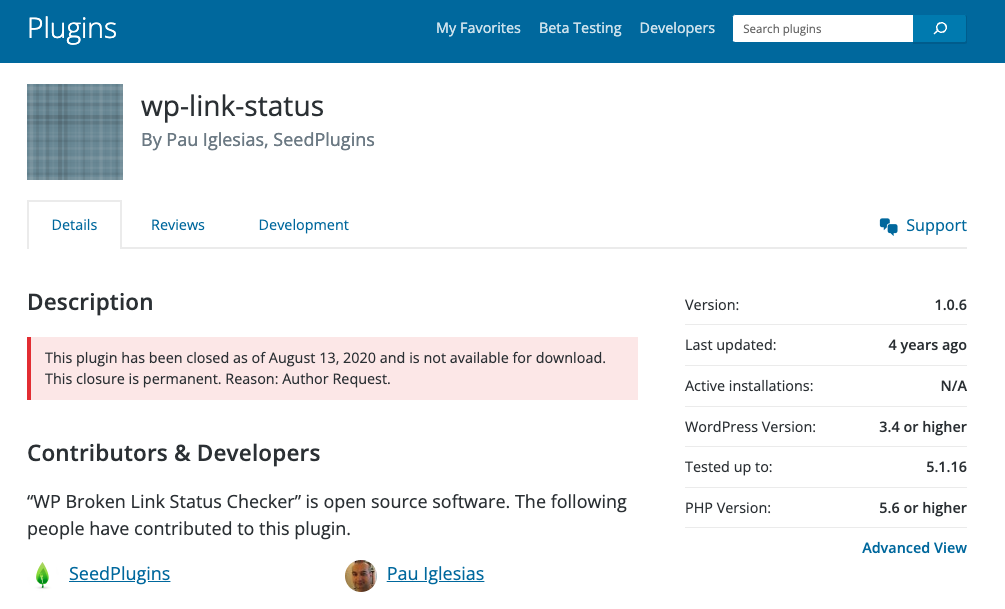 Plugins
My Favorites Beta Testing Developers Search plugins
wp-link-status
By Pau Iglesias, SeedPlugins
Details Reviews Development Support
Description
This plugin has been closed as of August 13, 2020 and is not available for download.
This closure is permanent. Reason: Author Request.
Contributors & Developers
“WP Broken Link Status Checker” is open source software. The following
people have contributed to this plugin.
SeedPlugins Pau Iglesias
Version: 1.0.6
Last updated: 4 years ago
Active installations: N/A
WordPress Version: 3.4 or higher
Tested up to: 5.1.16
PHP Version: 5.6 or higher
Advanced View